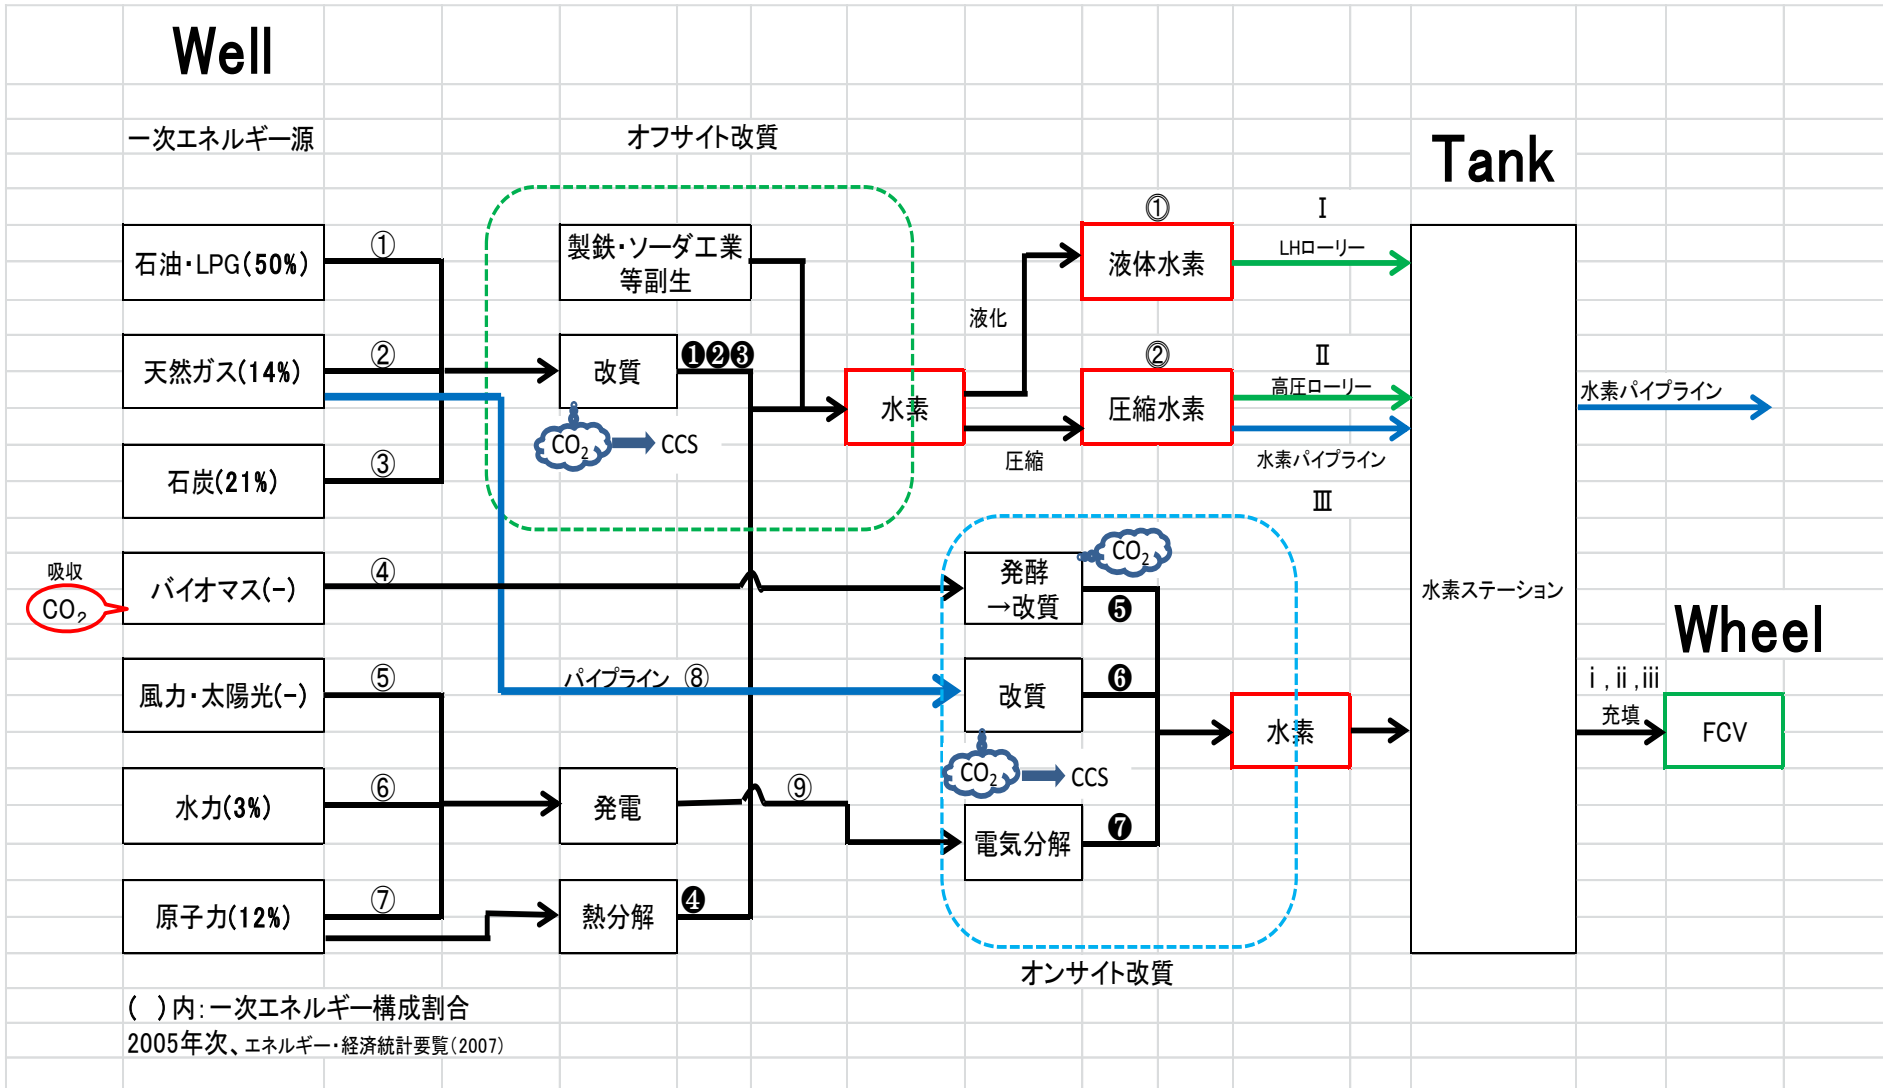 Well
一次エネルギー源
オフサイト改質
Tank
石油・LPG(50%)
①
製鉄・ソーダ工業
等副生
①
液体水素
Ⅰ
LHローリー
液化
天然ガス(14%)
②
改質
❶❷❸
CO2
CCS
水素
②
圧縮水素
Ⅱ
高圧ローリー
水素パイプライン
圧縮
水素パイプライン
Ⅲ
石炭(21%)
③
吸収
CO2
バイオマス(-)
④
発酵
→改質
CO2
❺
水素ステーション
Wheel
風力・太陽光(-)
⑤
パイプライン ⑧
改質
❻
CO2
CCS
水素
ⅰ,ⅱ,ⅲ
充填
FCV
水力(3%)
⑥
発電
⑨
電気分解
❼
原子力(12%)
⑦
熱分解
❹
オンサイト改質
( )内:一次エネルギー構成割合
2005年次、エネルギー・経済統計要覧(2007)